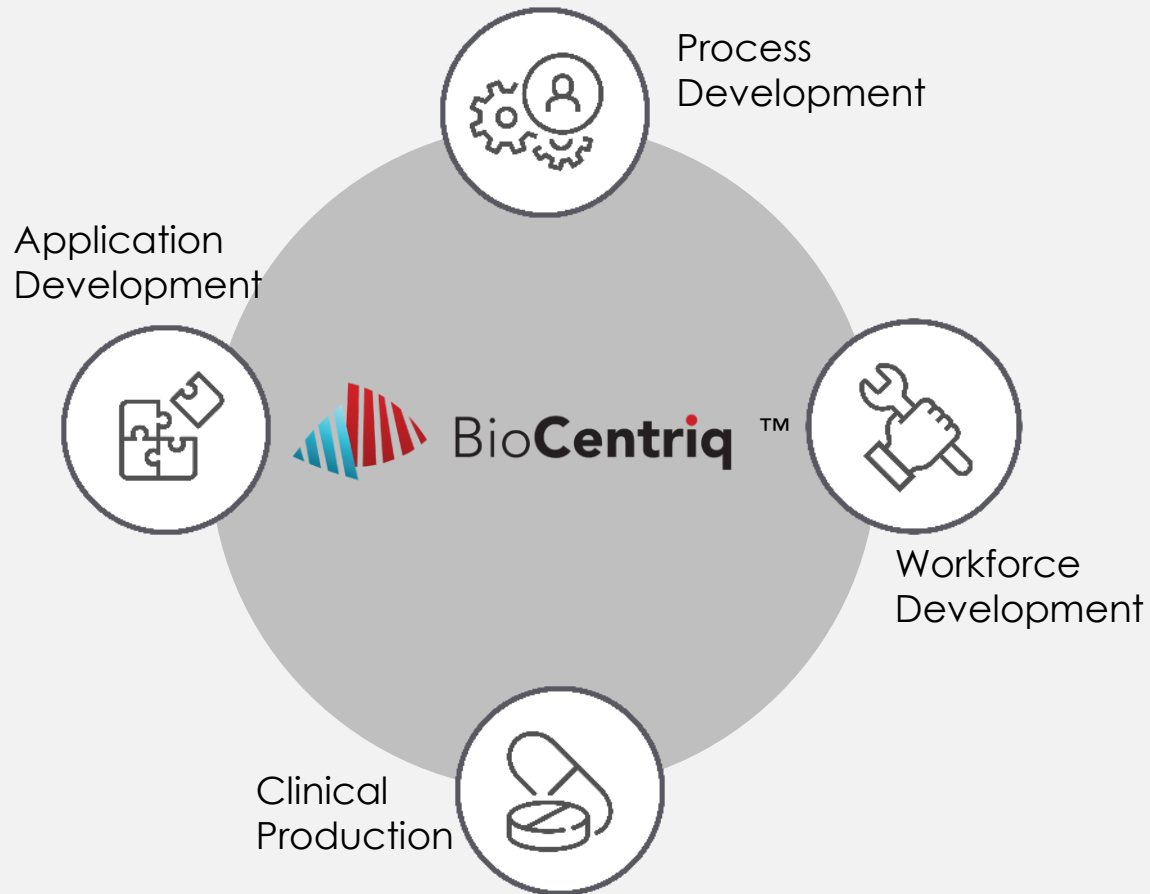 Process
Development
Application
Development
BioCentriq ™
Workforce
Development
Clinical
Production